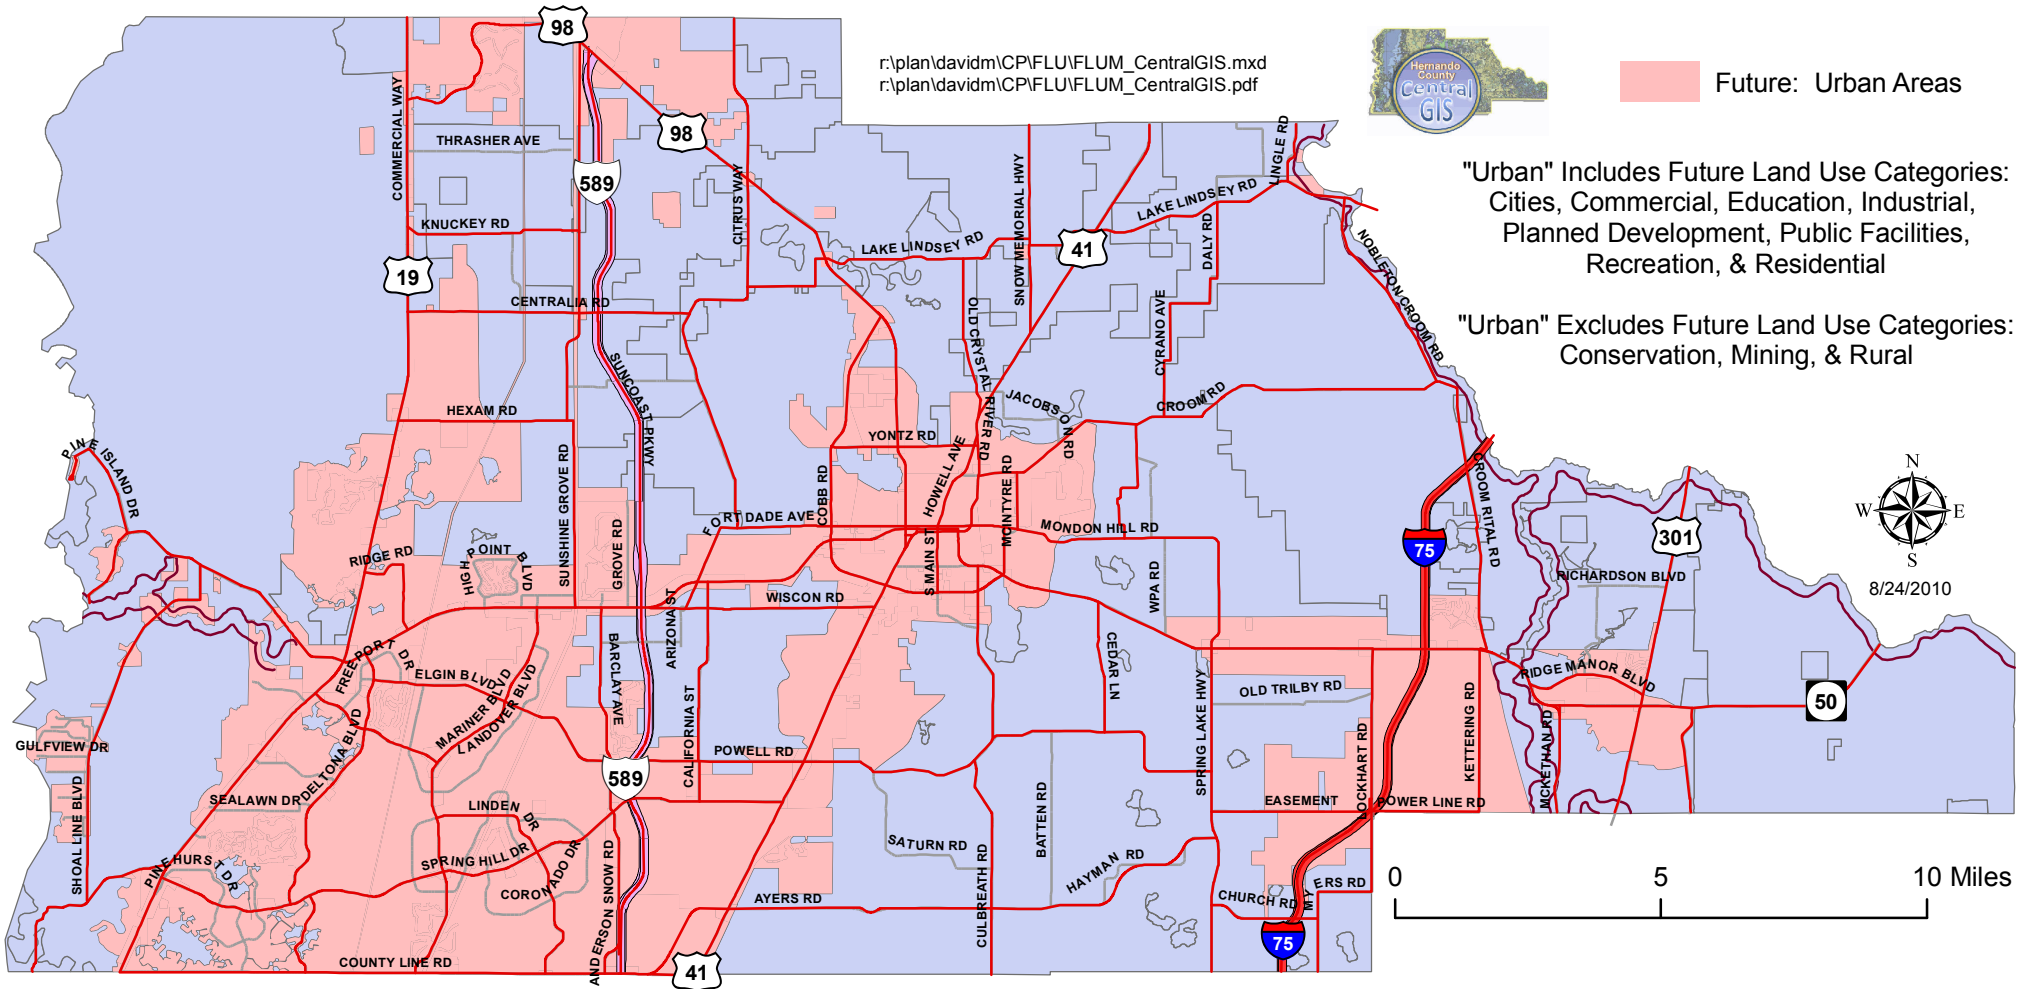 98
r:\plan\davidm\CP\FLU\FLUM_CentralGIS.mxd
r:\plan\davidm\CP\FLU\FLUM_CentralGIS.pdf
Hernando
County
Central
GIS
Future: Urban Areas
"Urban" Includes Future Land Use Categories:
Cities, Commercial, Education, Industrial,
Planned Development, Public Facilities,
Recreation, & Residential
"Urban" Excludes Future Land Use Categories:
Conservation, Mining, & Rural
COMMERCIAL WAY
THRASHER AVE
98
589
CITRUS WAY
SNOW MEMORIAL HWY
LINGLE RD
LAKE LINDSEY RD
KNUCKEY RD
LAKE LINDSEY RD
41
DALY RD
NOBLETON CROOM RD
19
CENTRALIA RD
OLD CRYSTAL RIVER RD
CYRANO AVE
SUNCOAST PKWY
HEXAM RD
JACOBSON RD
CROOM RD
YONTZ RD
PINE ISLAND DR
SUNSHINE GROVE RD
COBB RD
HOWELL AVE
MCINTYRE RD
CROOM RITAL RD
N
W
E
S
8/24/2010
FORT DADE AVE
MONDON HILL RD
75
301
RIDGE RD
HIGH POINT BLVD
GROVE RD
S MAIN ST
WPA RD
RICHARDSON BLVD
WISCON RD
ARIZONA ST
BARCLAY AVE
CEDAR LN
FREEPORT DR
ELGIN BLVD
MARINER BLVD
LANDOVER BLVD
CALIFORNIA ST
SPRING LAKE HWY
OLD TRILBY RD
RIDGE MANOR BLVD
50
GULFVIEW DR
DELTONA BLVD
POWELL RD
LOCKHART RD
KETTERING RD
MCKETHAN RD
589
SHOAL LINE BLVD
SEALAWN DR
LINDEN DR
EASEMENT
POWER LINE RD
BATTEN RD
SATURN RD
PINEHURST DR
SPRING HILL DR
CORONADO DR
ANDERSON SNOW RD
HAYMAN RD
CULBREATH RD
AYERS RD
CHURCH RD
MYERS RD
0
5
10 Miles
75
COUNTY LINE RD
41